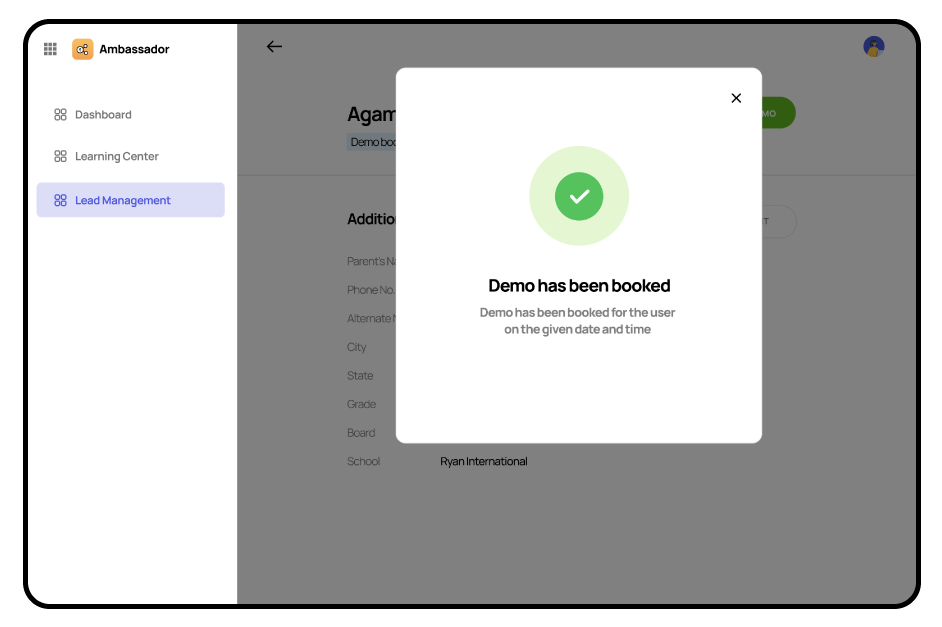 Ambassador
Dashboard
Learning Center
Lead Management
Agam
Demo boo
Additio
Parent's Na
Phone No.
Alternate
City
State
Grade
Board
School Ryan International
Demo has been booked
Demo has been booked for the user
on the given date and time
MO
T